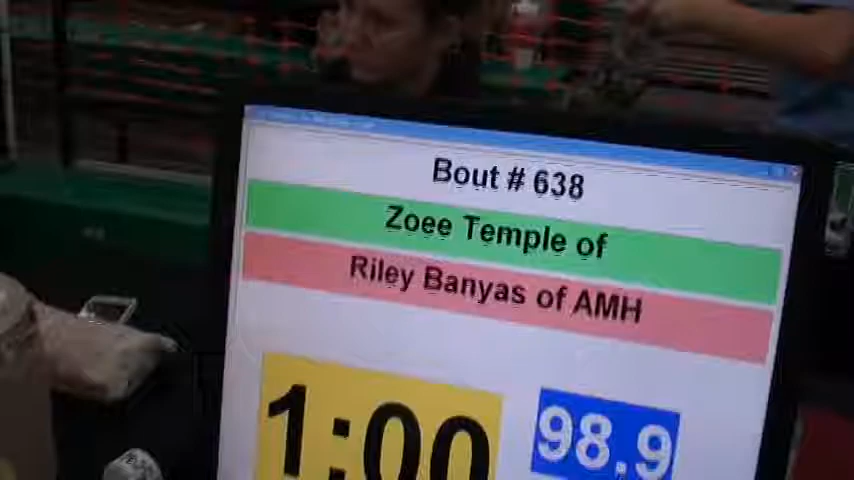 Bout # 638
Zoee Temple of
Riley Banyas of AMH
1:00
98.9